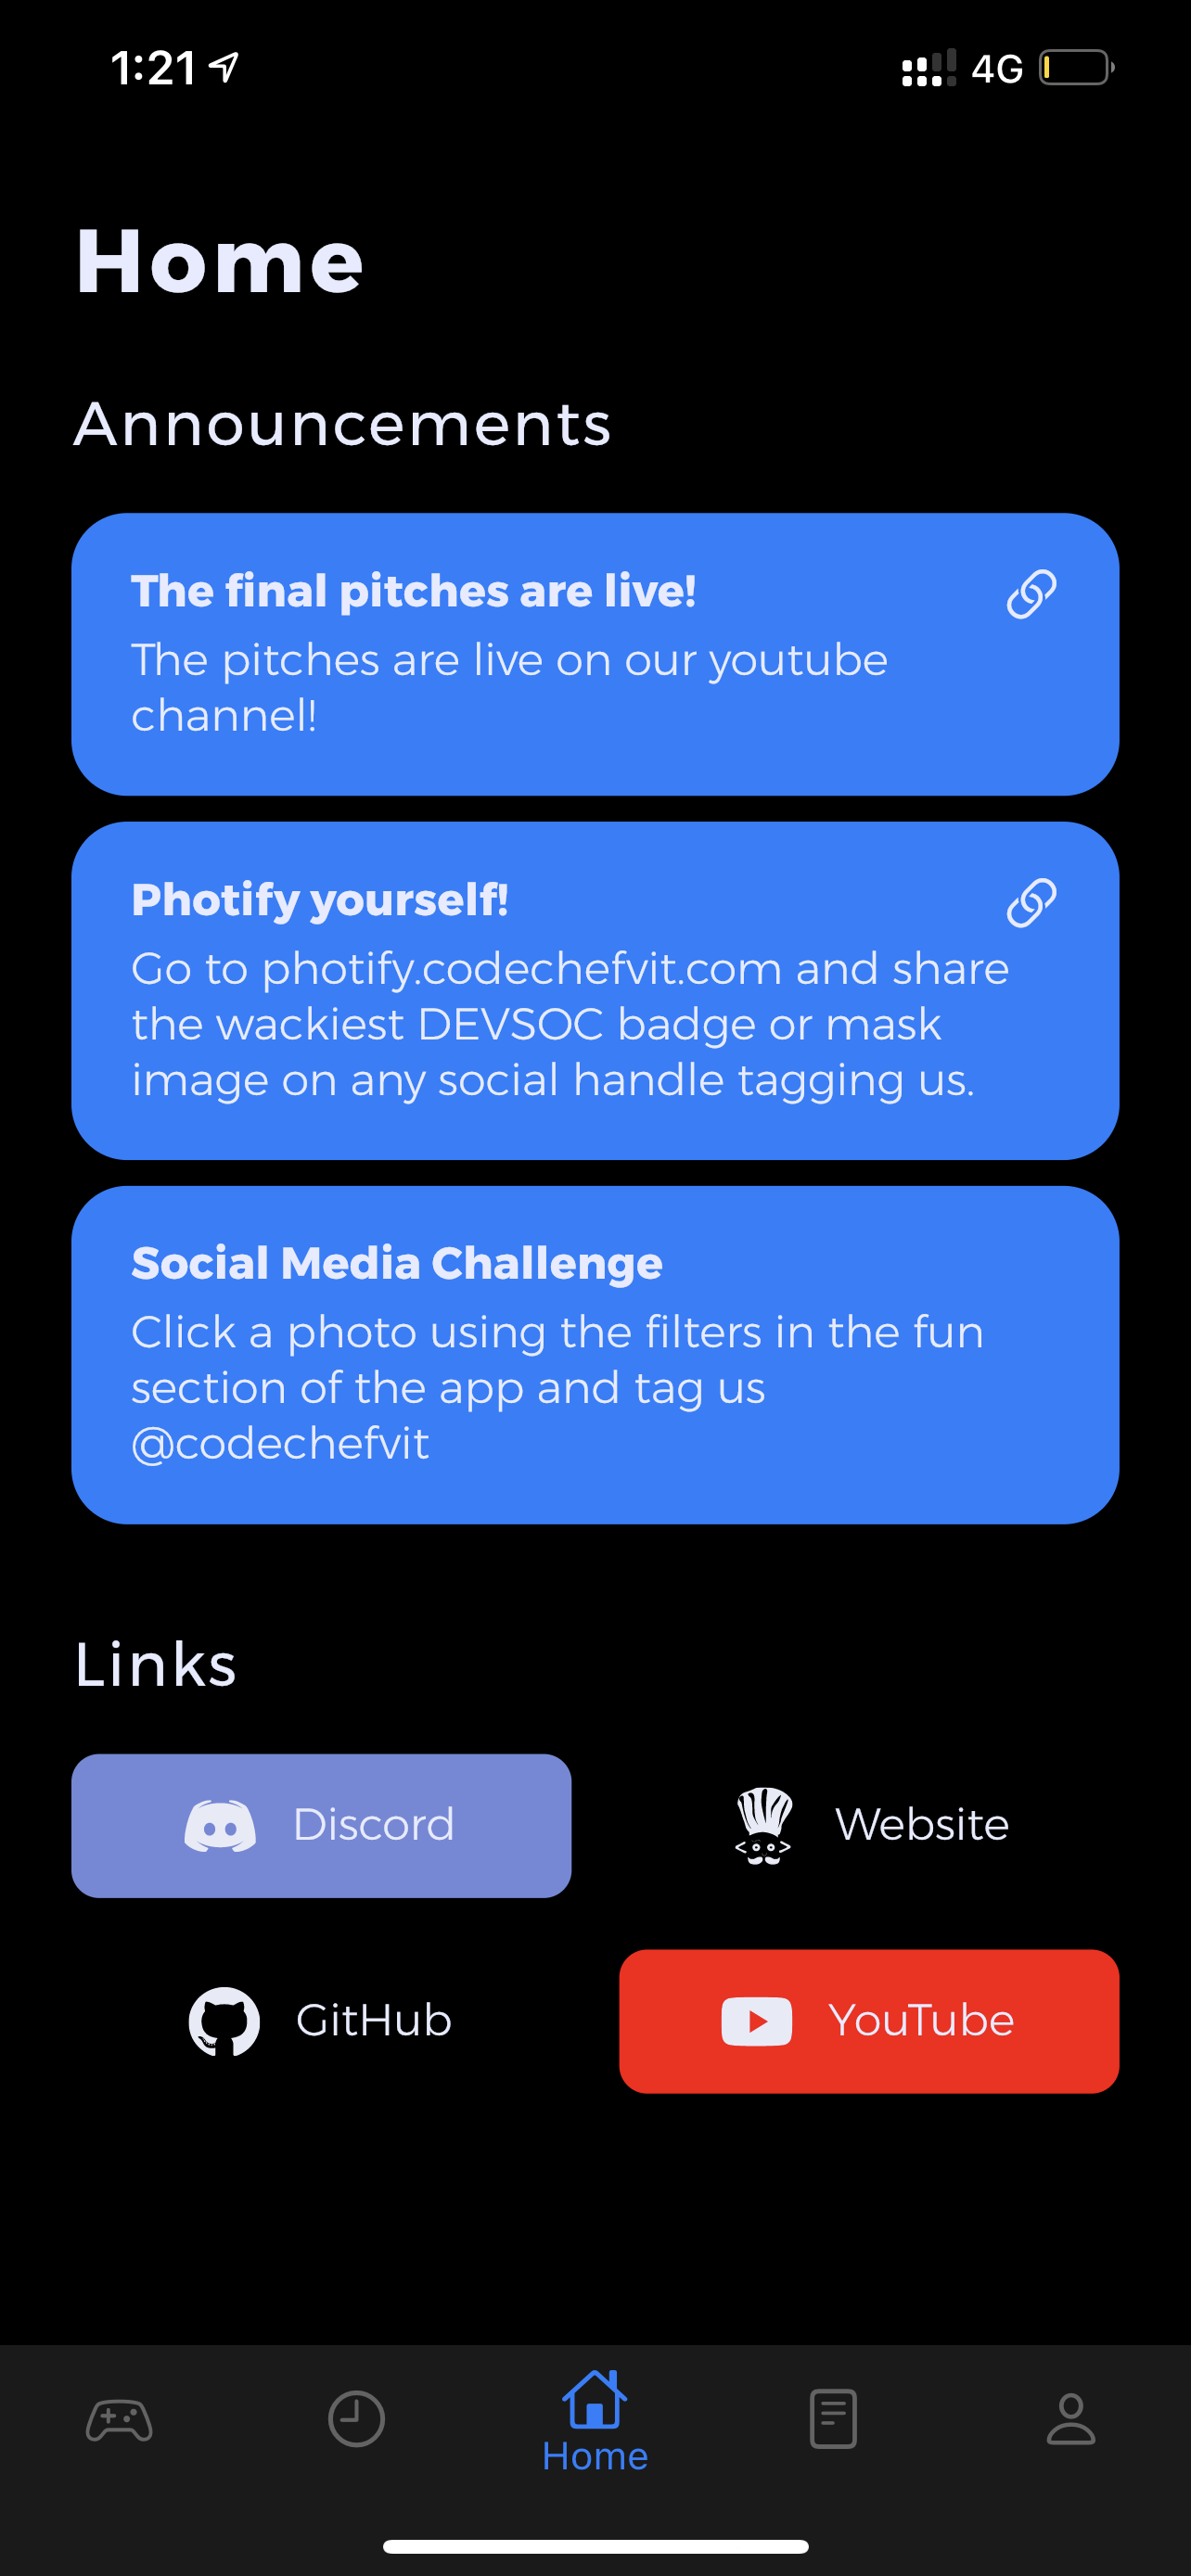 1:21
4G
Home
Announcements
The final pitches are live!
The pitches are live on our youtube
channel!
Photify yourself!
Go to photify.codechefvit.com and share
the wackiest DEVSOC badge or mask
image on any social handle tagging us.
Social Media Challenge
Click a photo using the filters in the fun
section of the app and tag us
@codechefvit
Links
Discord
Website
GitHub
YouTube
Home